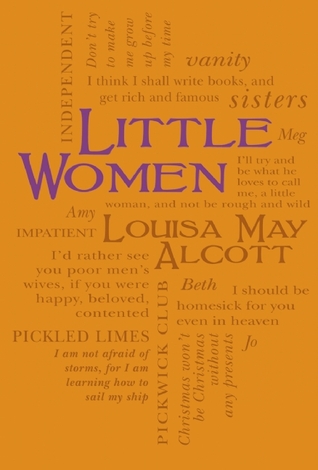 INDEPENDENT
Don't try
to make
me grow
up before
my time
vanity
I think I shall write books, and
get rich and famous
sisters
LITTLE
WOMEN
Meg
I'll try and
be what he
loves to call
me, a little
woman, and not be rough and wild
Amy
IMPATIENT
LOUISA MAY
ALCOTT
I'd rather see
you poor men's
wives, if you were
happy, beloved,
contented
Beth
I should be
homesick for you
even in heaven
PICKLED LIMES
I am not afraid of
storms, for I am
learning how to
sail my ship
PICKWICK CLUB
Christmas won't
be Christmas
without
any presents
Jo